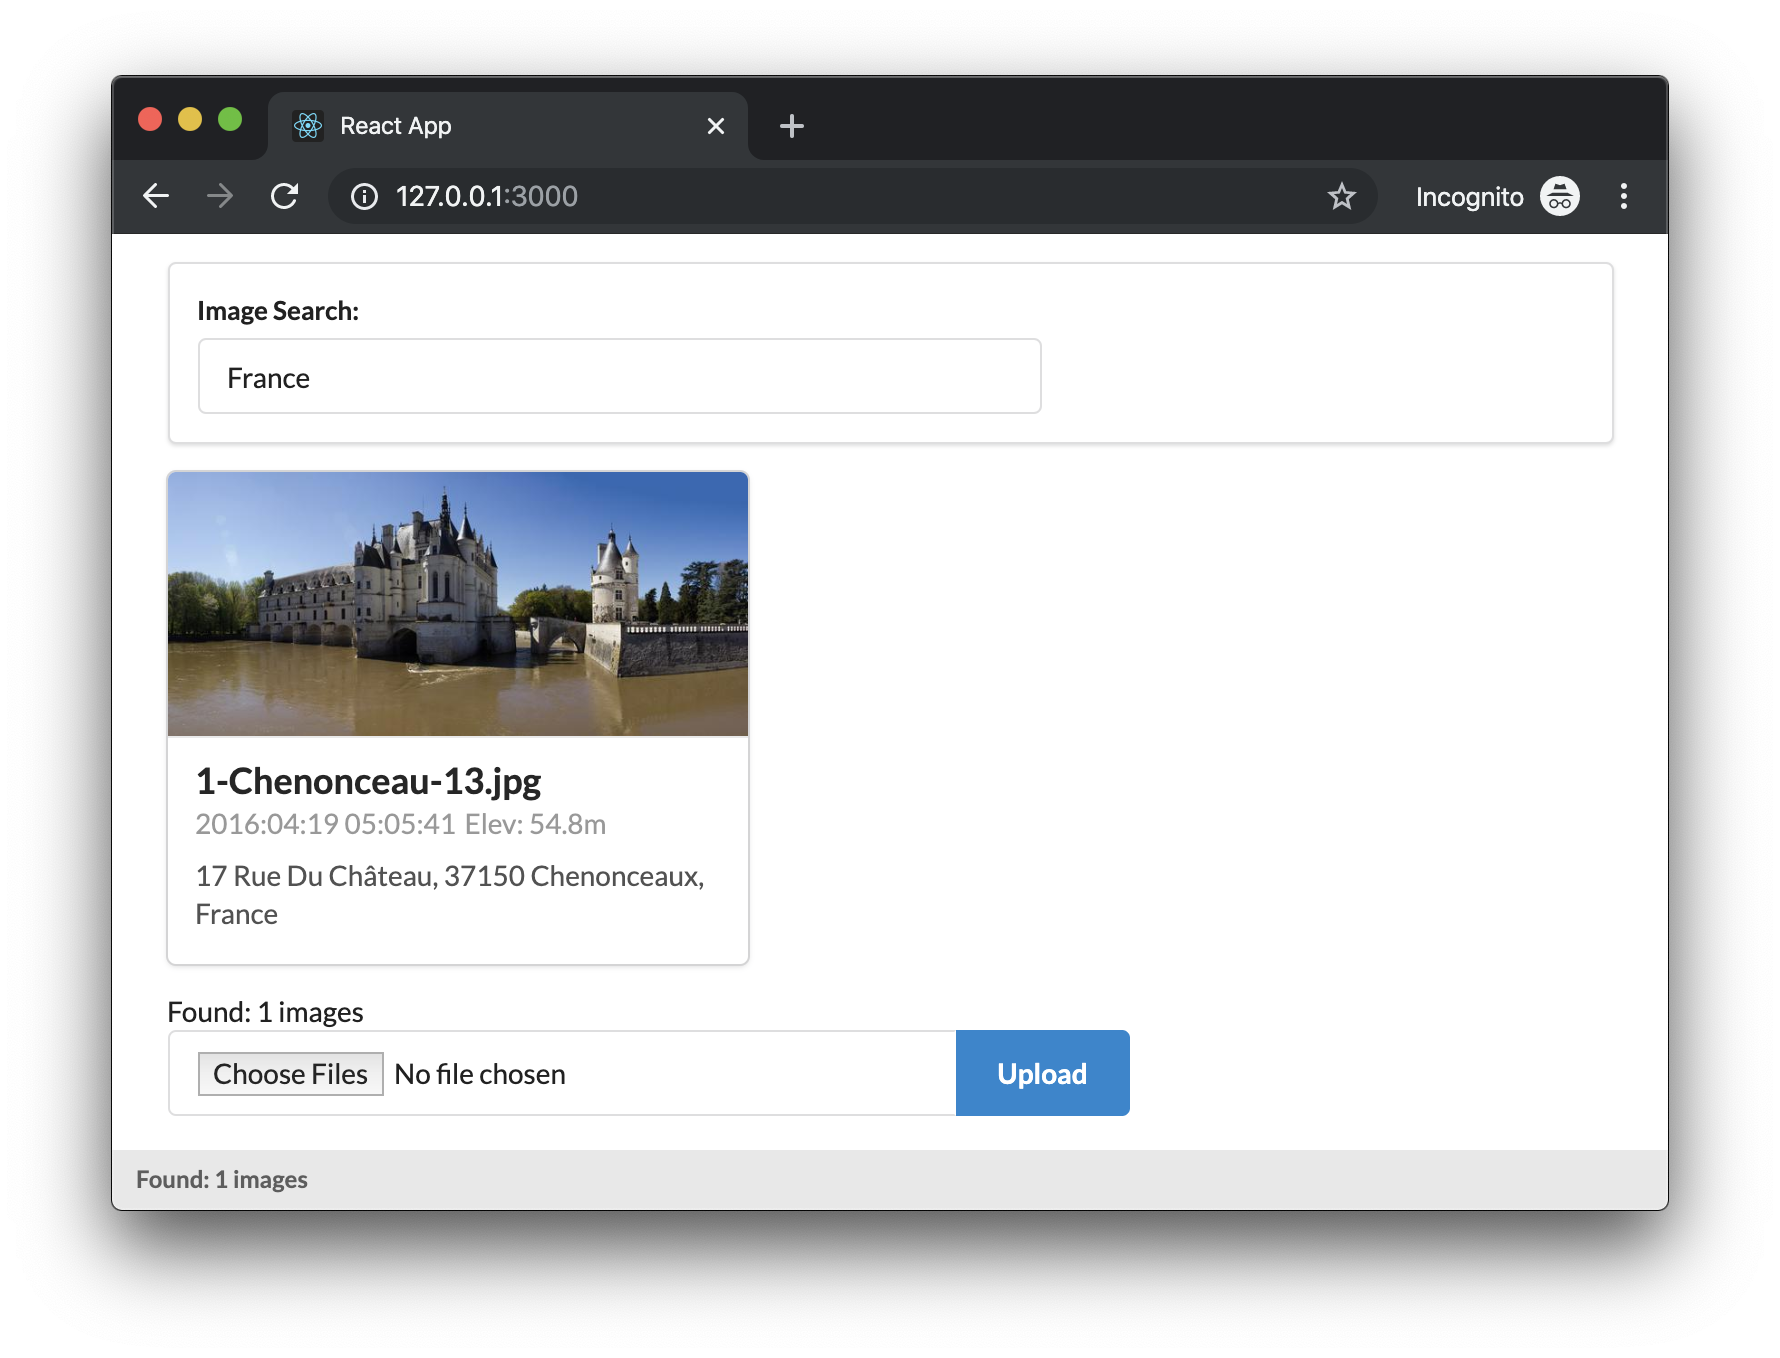 React App
127.0.0.1:3000
Incognito
Image Search:
France
1-Chenonceau-13.jpg
2016:04:19 05:05:41 Elev: 54.8m
17 Rue Du Château, 37150 Chenonceaux,
France
Found: 1 images
Choose Files No file chosen
Upload
Found: 1 images